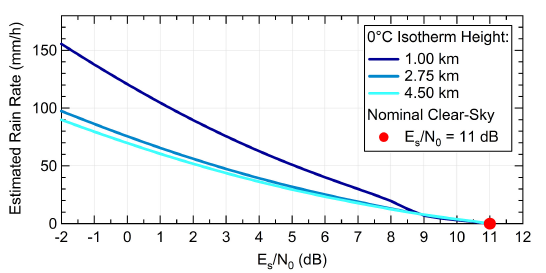 0°C Isotherm Height:
1.00 km
2.75 km
4.50 km
Nominal Clear-Sky
Es/N0 = 11 dB
Estimated Rain Rate (mm/h)
150
100
50
0
-2 -1 0 1 2 3 4 5 6 7 8 9 10 11 12
Es/N0 (dB)